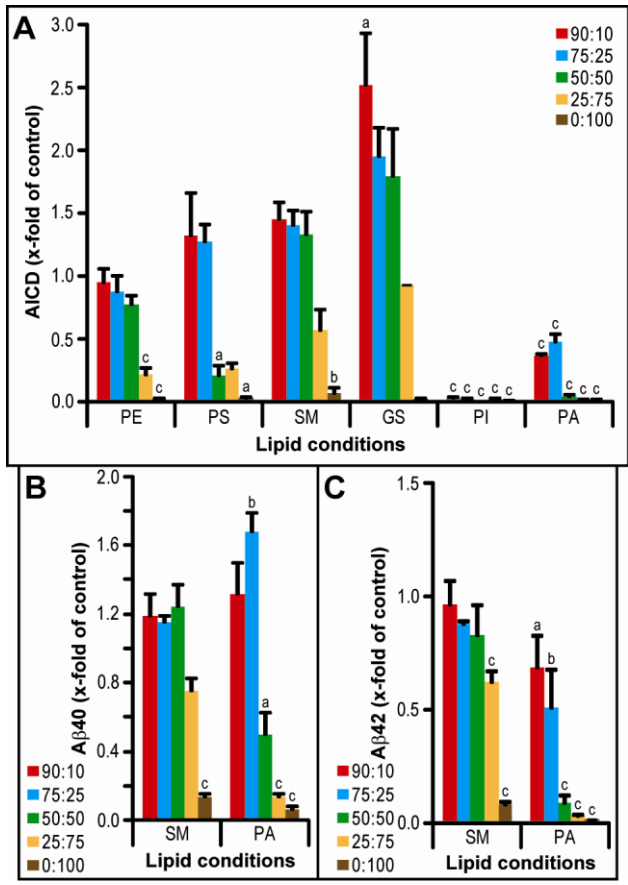 A
AICD (x-fold of control)
3.0
2.5
2.0
1.5
1.0
0.5
0.0
a
90:10
75:25
50:50
25:75
0:100
c
c
a
a
b
c c c c c
c c c c c
PE PS SM GS PI PA
Lipid conditions
B
Aβ40 (x-fold of control)
2.0
1.6
1.2
0.8
0.4
0.0
b
a
c
c
c
90:10
75:25
50:50
25:75
0:100
SM PA
Lipid conditions
C
Aβ42 (x-fold of control)
1.5
1.0
0.5
0.0
a
b
c
c
c
c
c
90:10
75:25
50:50
25:75
0:100
SM PA
Lipid conditions